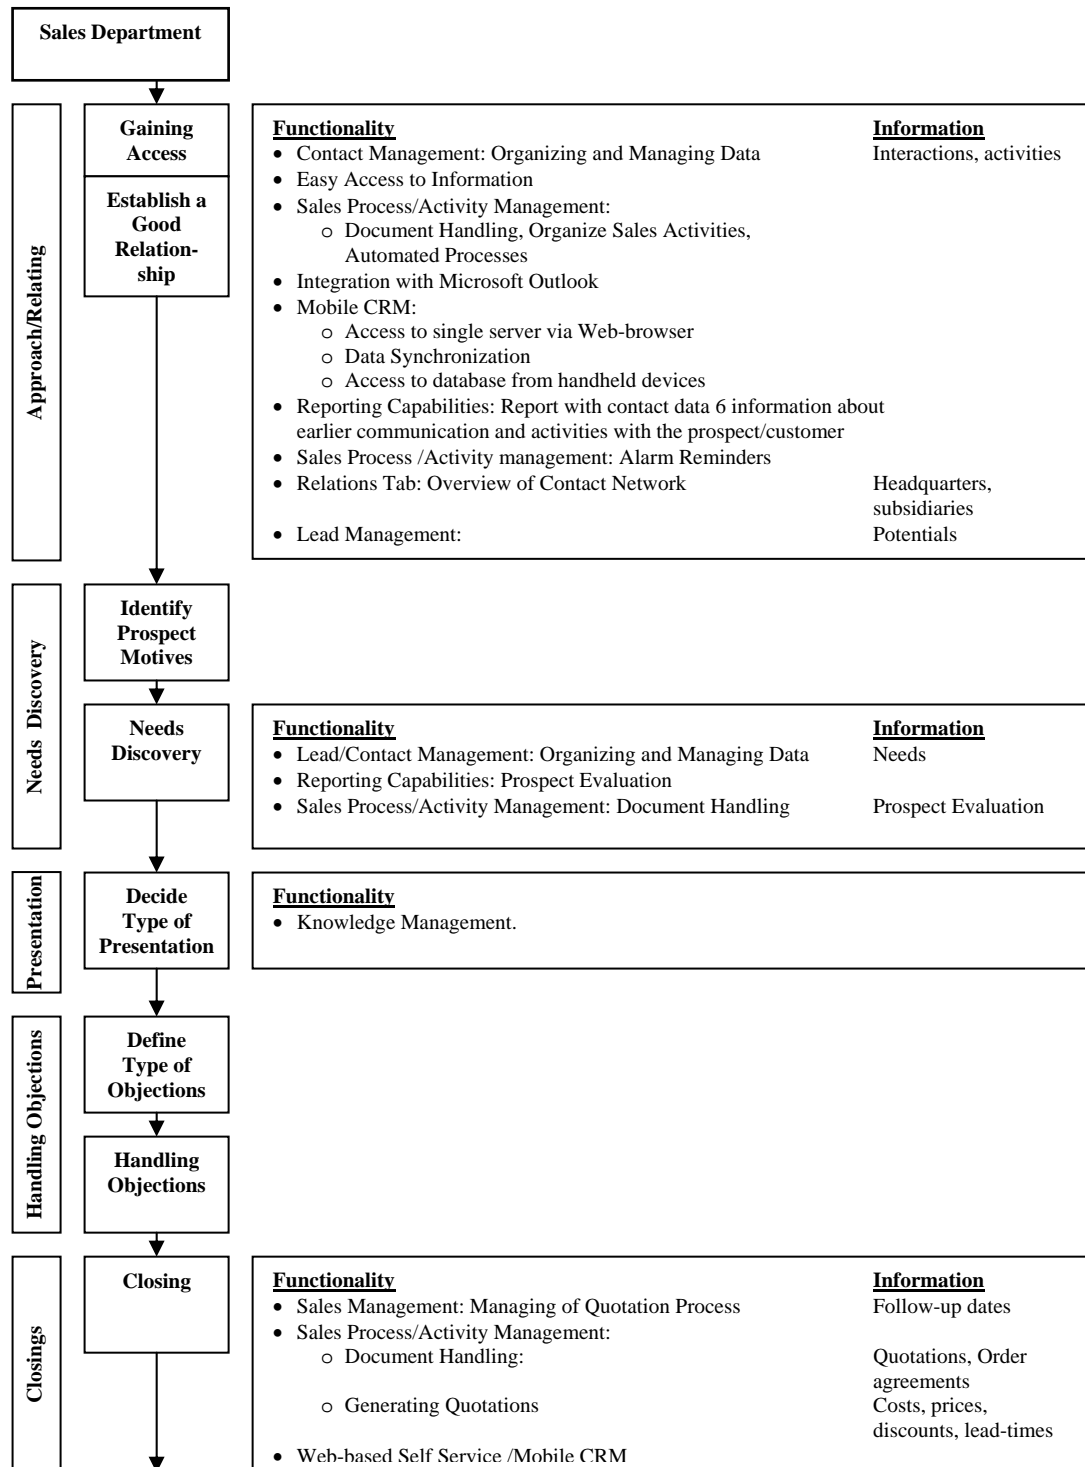 Sales Department
Approach/Relating
Gaining
Access
Establish a
Good
Relation-
ship
Functionality Information
• Contact Management: Organizing and Managing Data Interactions, activities
• Easy Access to Information
• Sales Process/Activity Management:
o Document Handling, Organize Sales Activities,
Automated Processes
• Integration with Microsoft Outlook
• Mobile CRM:
o Access to single server via Web-browser
o Data Synchronization
o Access to database from handheld devices
• Reporting Capabilities: Report with contact data 6 information about
earlier communication and activities with the prospect/customer
• Sales Process /Activity management: Alarm Reminders
• Relations Tab: Overview of Contact Network Headquarters,
subsidiaries
• Lead Management: Potentials
Needs Discovery
Identify
Prospect
Motives
Needs
Discovery
Functionality Information
• Lead/Contact Management: Organizing and Managing Data Needs
• Reporting Capabilities: Prospect Evaluation
• Sales Process/Activity Management: Document Handling Prospect Evaluation
Presentation
Decide
Type of
Presentation
Functionality
• Knowledge Management.
Handling Objections
Define
Type of
Objections
Handling
Objections
Closings
Closing
Functionality Information
• Sales Management: Managing of Quotation Process Follow-up dates
• Sales Process/Activity Management:
o Document Handling: Quotations, Order
agreements
o Generating Quotations Costs, prices,
discounts, lead-times
• Web-based Self Service /Mobile CRM